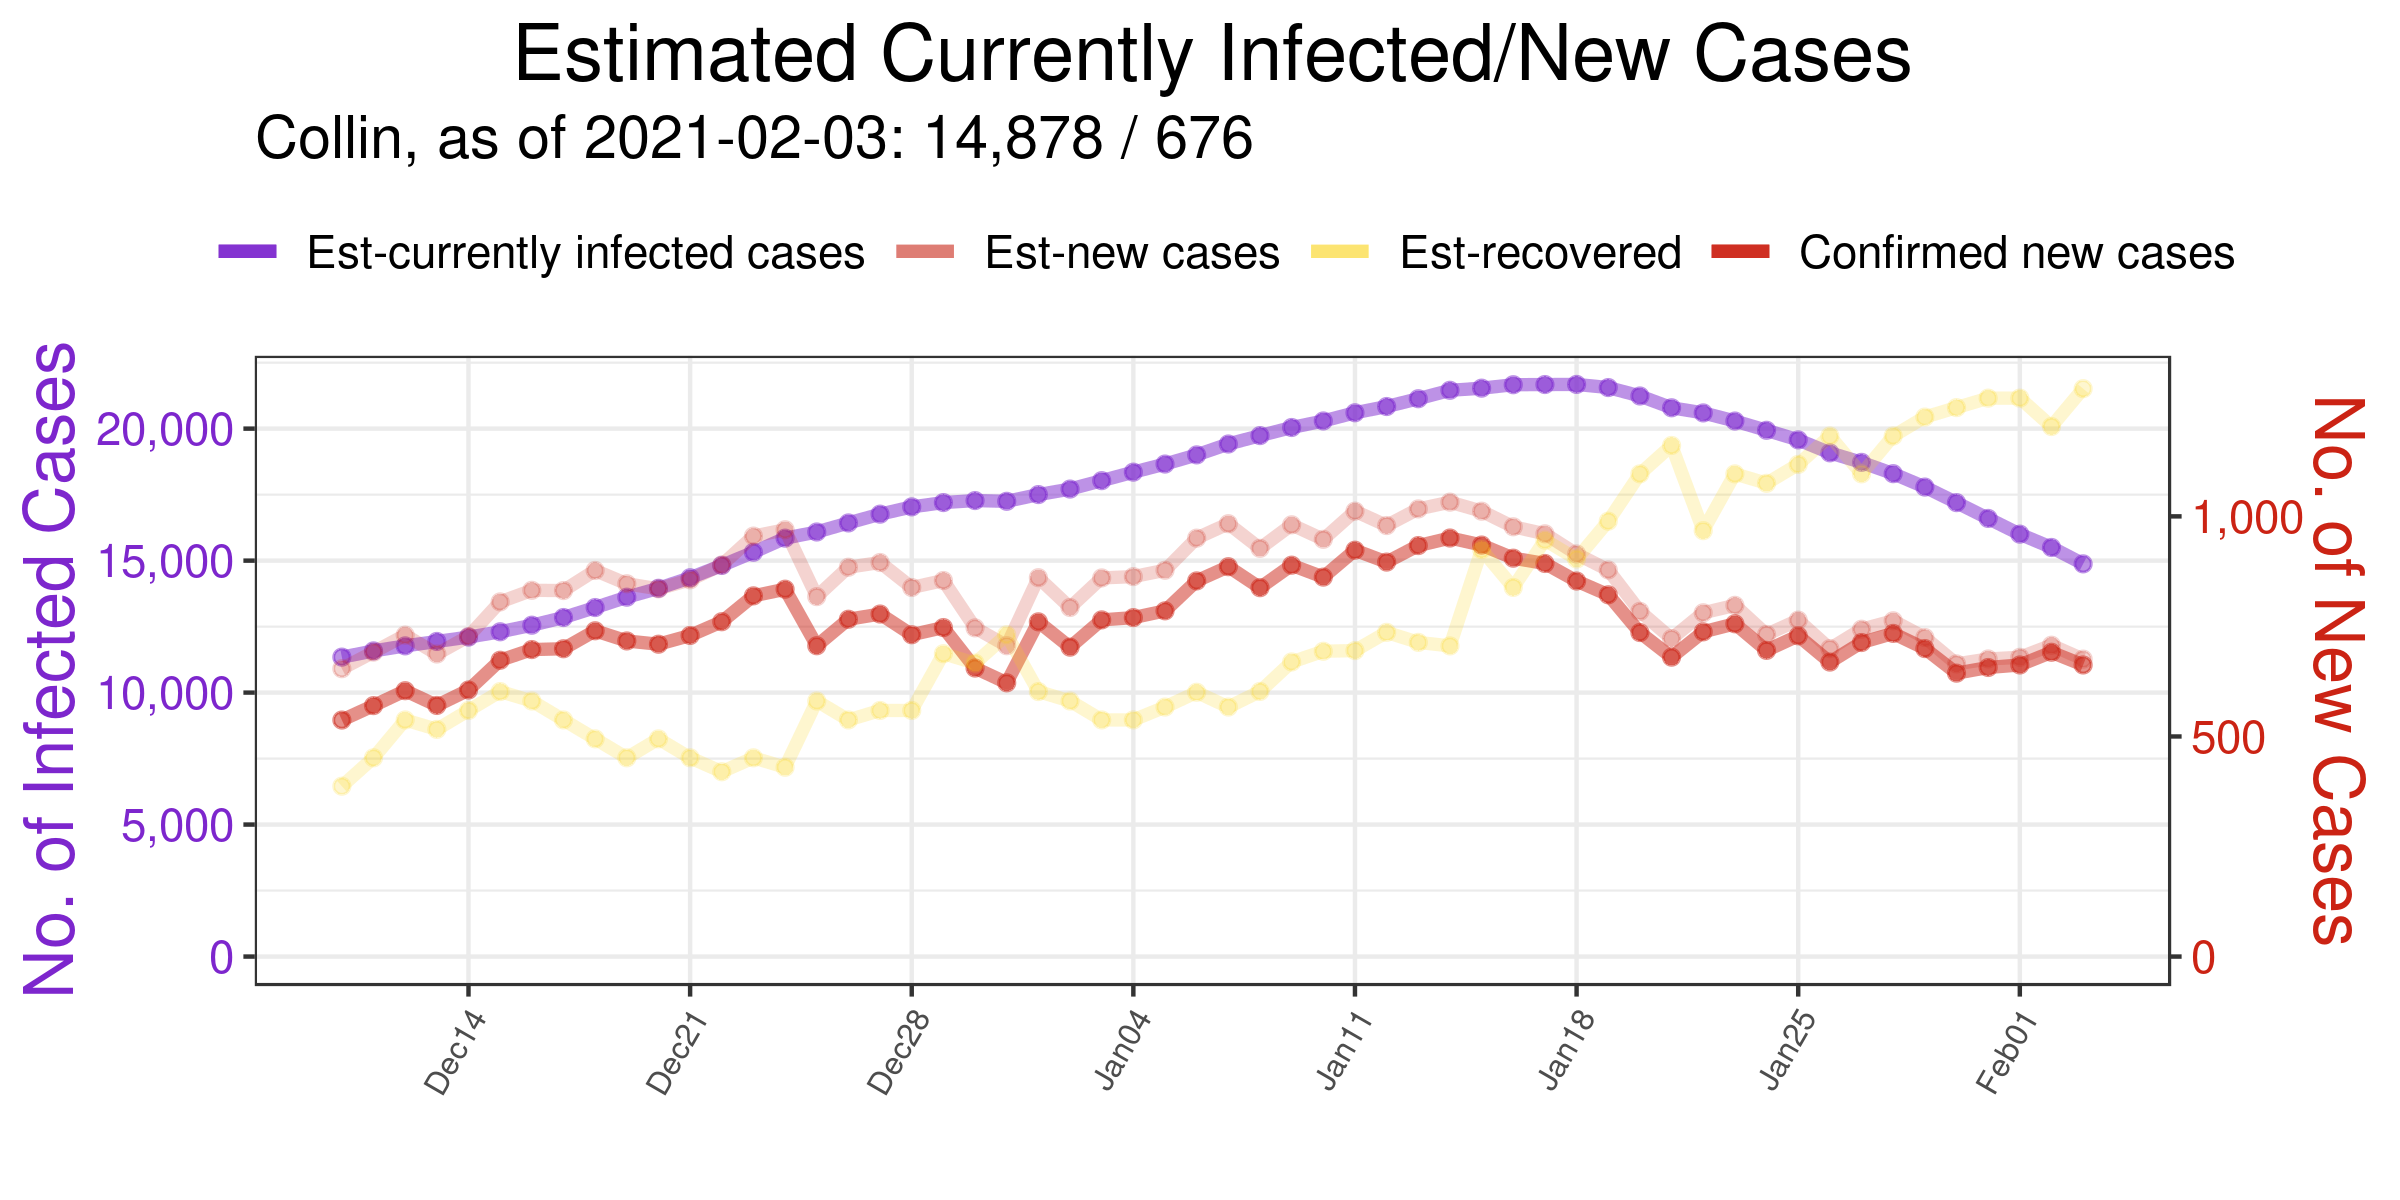 Estimated Currently Infected/New Cases
Collin, as of 2021-02-03: 14,878 / 676
Est-currently infected cases Est-new cases Est-recovered Confirmed new cases
No. of Infected Cases
20,000
15,000
10,000
5,000
0
No. of New Cases
1,000
500
0
Dec14 Dec21 Dec28 Jan04 Jan11 Jan18 Jan25 Feb01